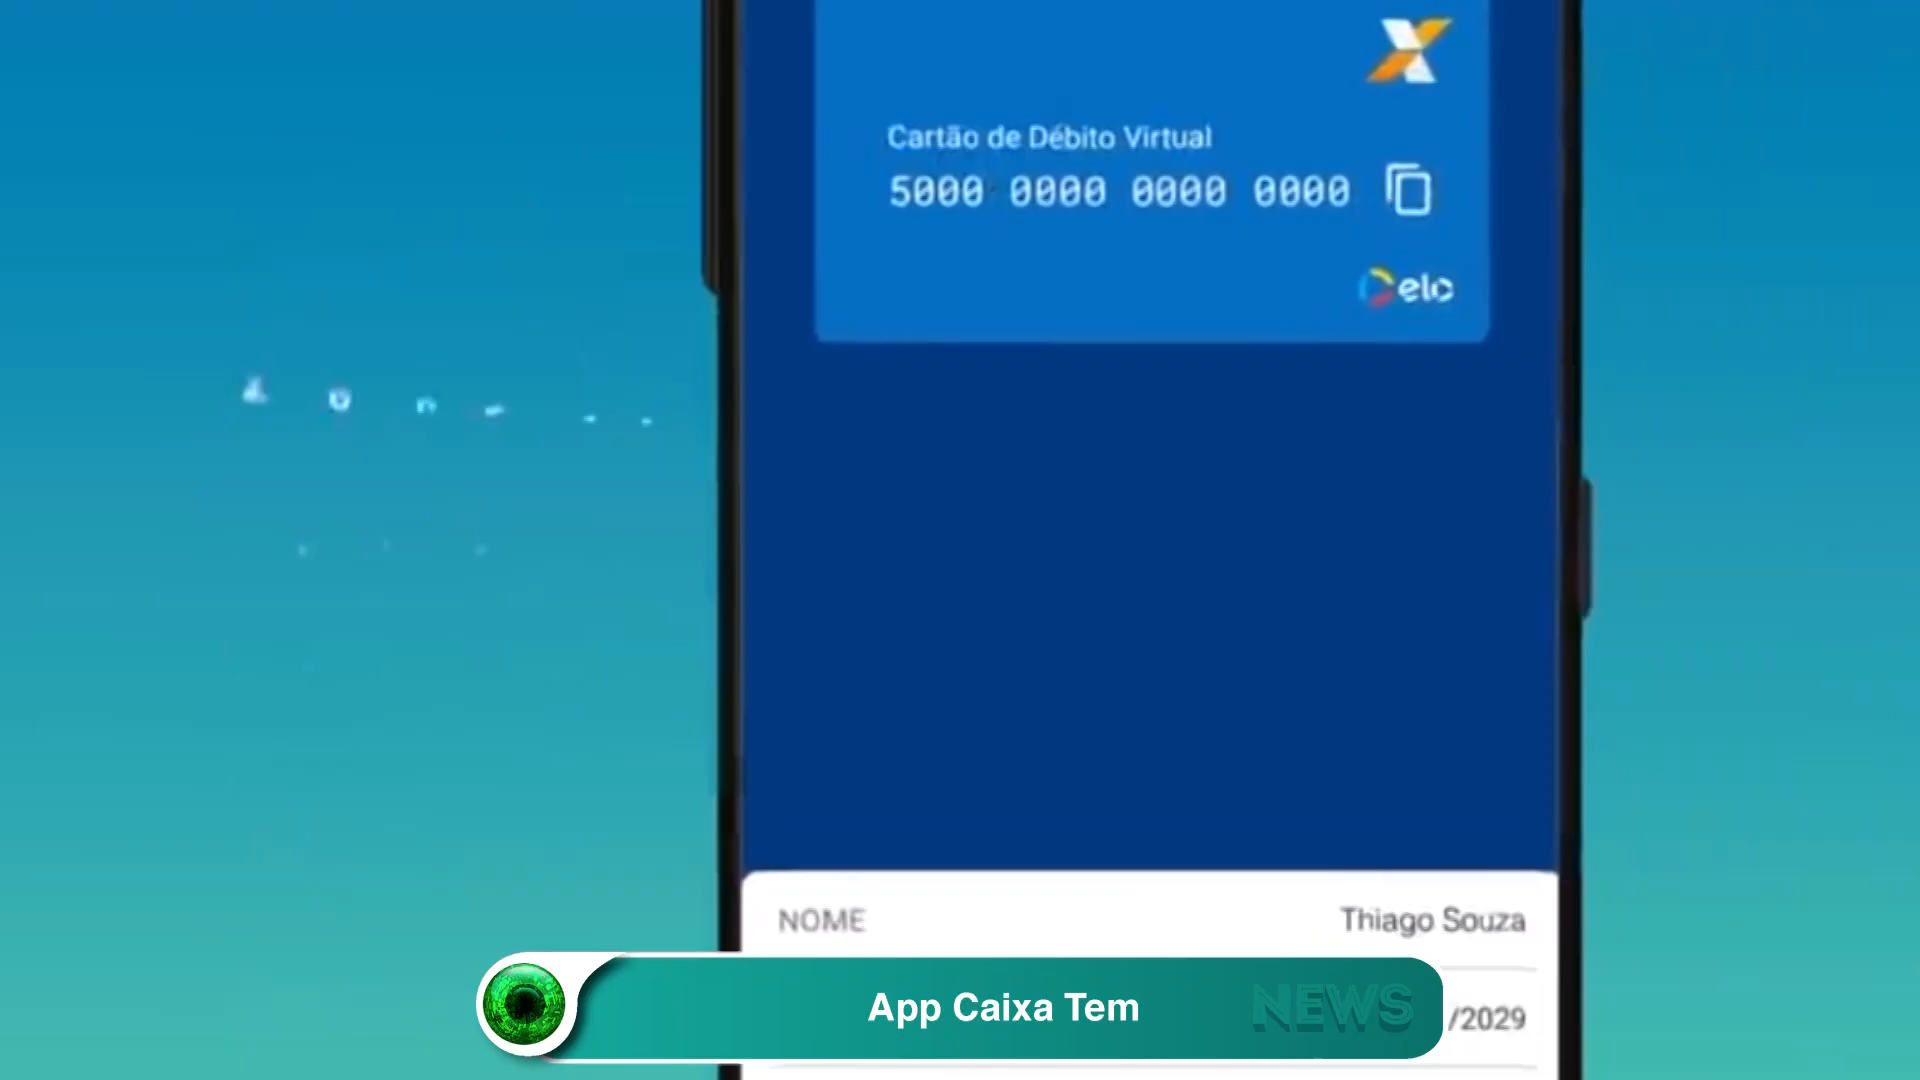 Cartão de Débito Virtual
5000 0000 0000 0000
elo
NOME Thiago Souza
/2029
App Caixa Tem
NEWS